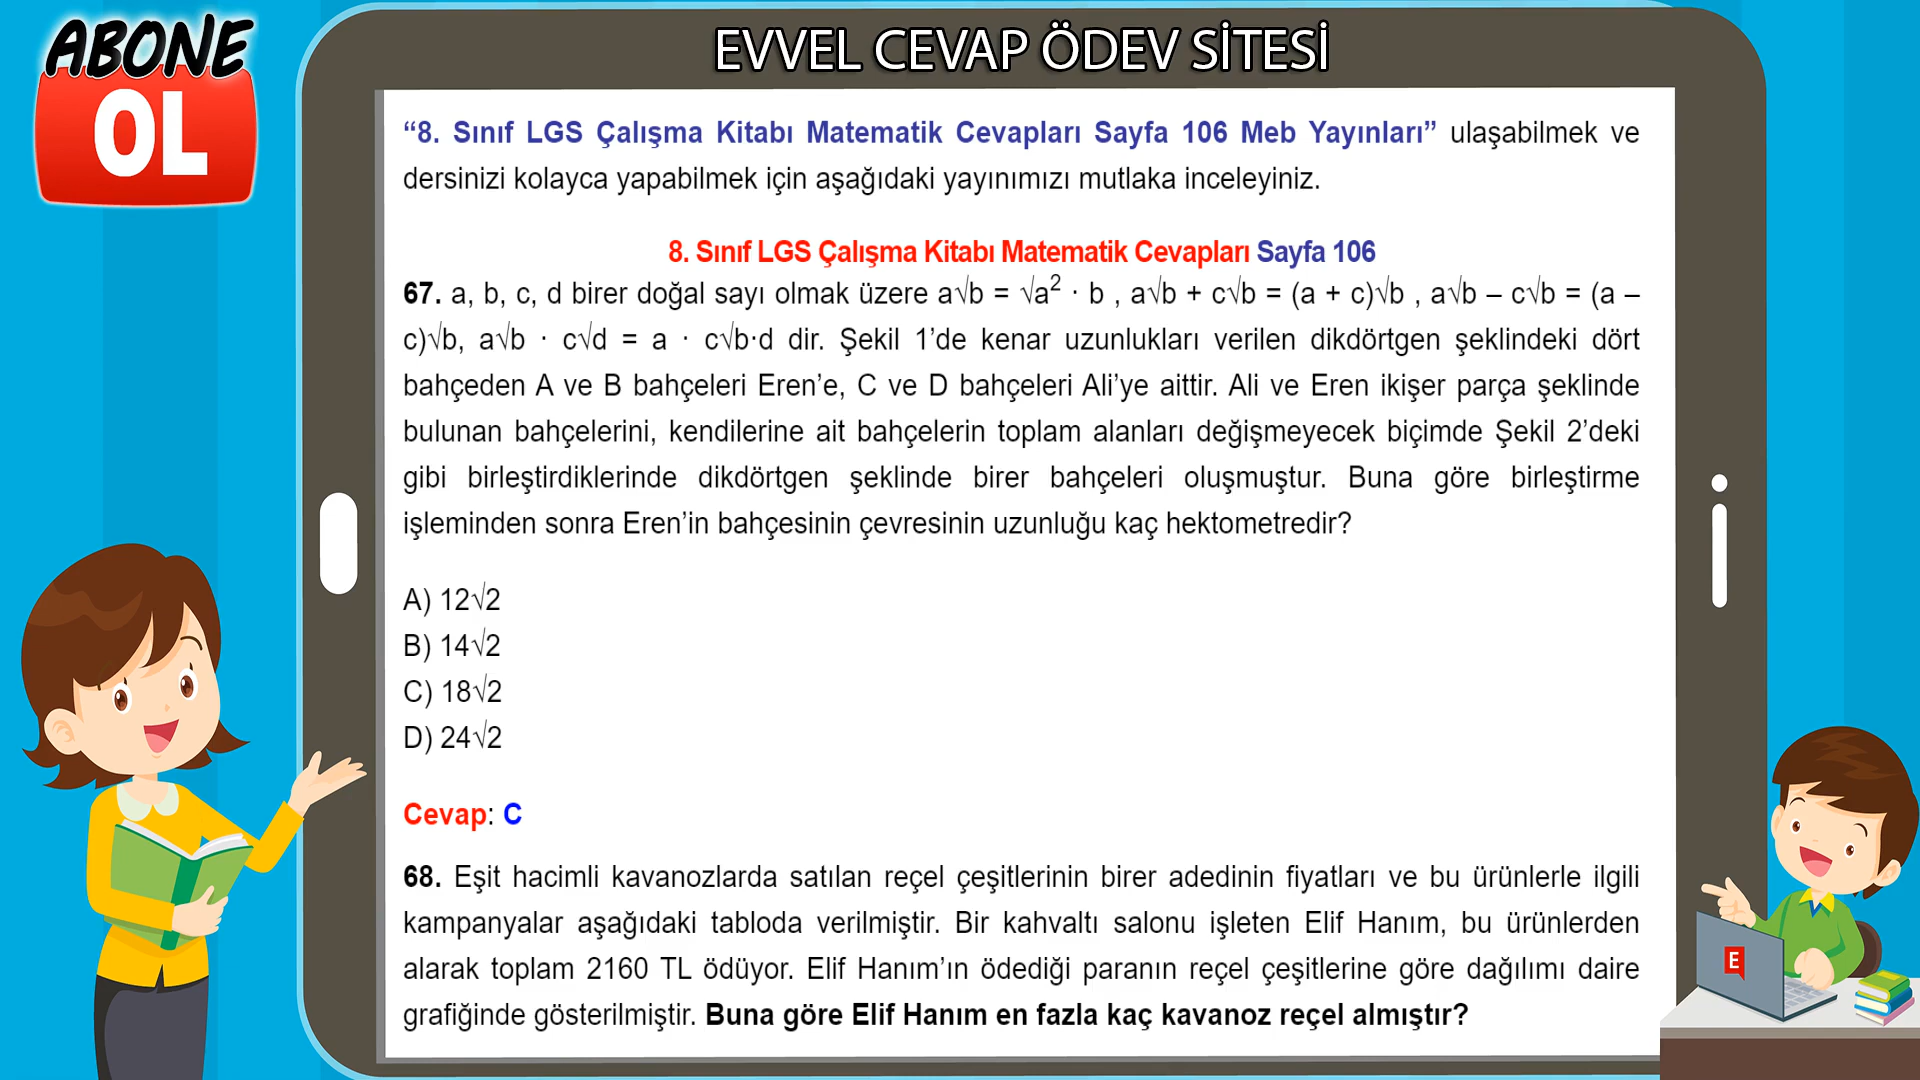 ABONE
OL
EVVEL CEVAP ÖDEV SİTESİ
“8. Sınıf LGS Çalışma Kitabı Matematik Cevapları Sayfa 106 Meb Yayınları” ulaşabilmek ve
dersinizi kolayca yapabilmek için aşağıdaki yayınımızı mutlaka inceleyiniz.
8. Sınıf LGS Çalışma Kitabı Matematik Cevapları Sayfa 106
67. a, b, c, d birer doğal sayı olmak üzere a√b = √a² · b , a√b + c√b = (a + c)√b , a√b – c√b = (a –
c)√b, a√b · c√d = a · c√b·d dir. Şekil 1’de kenar uzunlukları verilen dikdörtgen şeklindeki dört
bahçeden A ve B bahçeleri Eren’e, C ve D bahçeleri Ali’ye aittir. Ali ve Eren ikişer parça şeklinde
bulunan bahçelerini, kendilerine ait bahçelerin toplam alanları değişmeyecek biçimde Şekil 2’deki
gibi birleştirdiklerinde dikdörtgen şeklinde birer bahçeleri oluşmuştur. Buna göre birleştirme
işleminden sonra Eren’in bahçesinin çevresinin uzunluğu kaç hektometredir?
A) 12√2
B) 14√2
C) 18√2
D) 24√2
Cevap: C
68. Eşit hacimli kavanozlarda satılan reçel çeşitlerinin birer adedinin fiyatları ve bu ürünlerle ilgili
kampanyalar aşağıdaki tabloda verilmiştir. Bir kahvaltı salonu işleten Elif Hanım, bu ürünlerden
alarak toplam 2160 TL ödüyor. Elif Hanım’ın ödediği paranın reçel çeşitlerine göre dağılımı daire
grafiğinde gösterilmiştir. Buna göre Elif Hanım en fazla kaç kavanoz reçel almıştır?
E